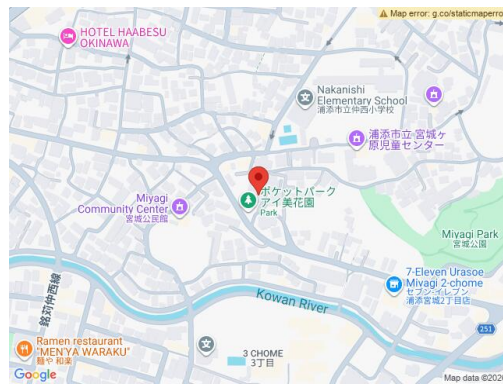 Map error: g.co/staticmaperro
HOTEL HAABESU
OKINAWA
Nakanishi
Elementary School
浦添市立仲西小学校
浦添市立宮城ヶ
原児童センター
ポケットパーク
アイ美花園
Park
Miyagi
Community Center
宮城公民館
Miyagi Park
宮城公園
7-Eleven Urasoe
Miyagi 2-chome
セブン-イレブン
浦添宮城2丁目店
Kowan River
銘苅仲西線
251
3 CHOME
3丁目
Ramen restaurant
"MEN'YA WARAKU"
麺や 和楽
Google
Map data ©202